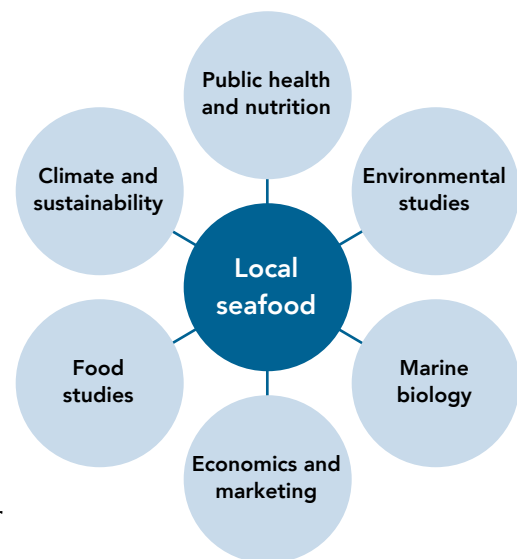 Public health
and nutrition
Climate and
sustainability
Environmental
studies
Local
seafood
Food
studies
Marine
biology
Economics and
marketing